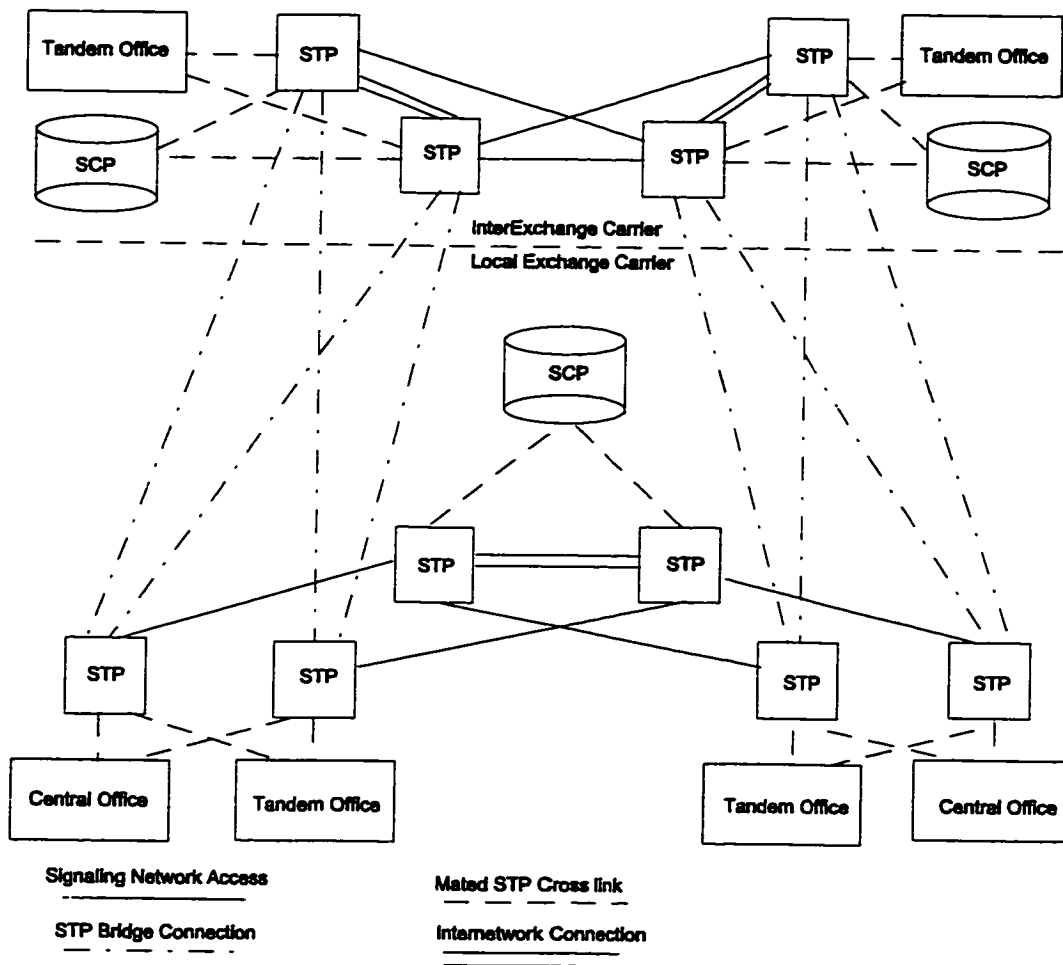 Tandem Office
STP
STP
Tandem Office
SCP
STP
STP
SCP
InterExchange Carrier
Local Exchange Carrier
SCP
STP
STP
STP
STP
STP
STP
Central Office
Tandem Office
Tandem Office
Central Office
Signaling Network Access
Mated STP Cross link
STP Bridge Connection
Internetwork Connection